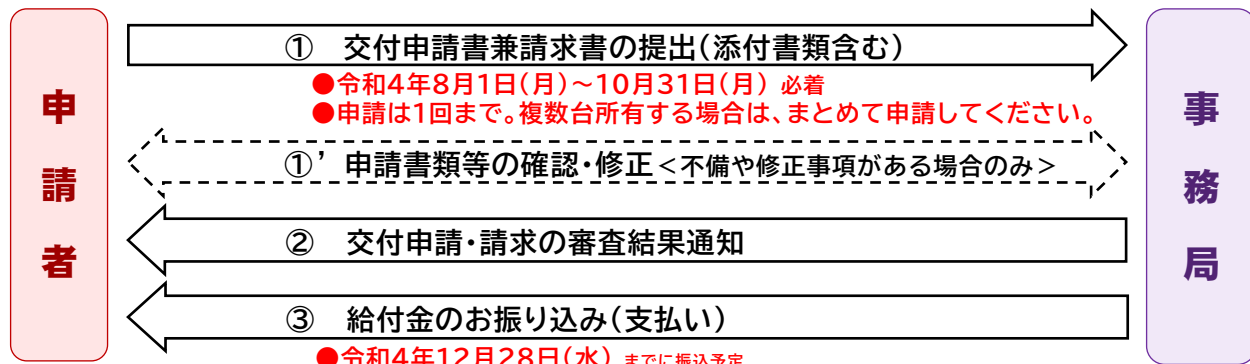 申請者
① 交付申請書兼請求書の提出(添付書類含む)
●令和4年8月1日(月)~10月31日(月) 必着
●申請は1回まで。複数台所有する場合は、まとめて申請してください。
①’ 申請書類等の確認・修正<不備や修正事項がある場合のみ>
② 交付申請・請求の審査結果通知
③ 給付金のお振り込み(支払い)
●令和4年12月28日(水) までに振込予定
事務局